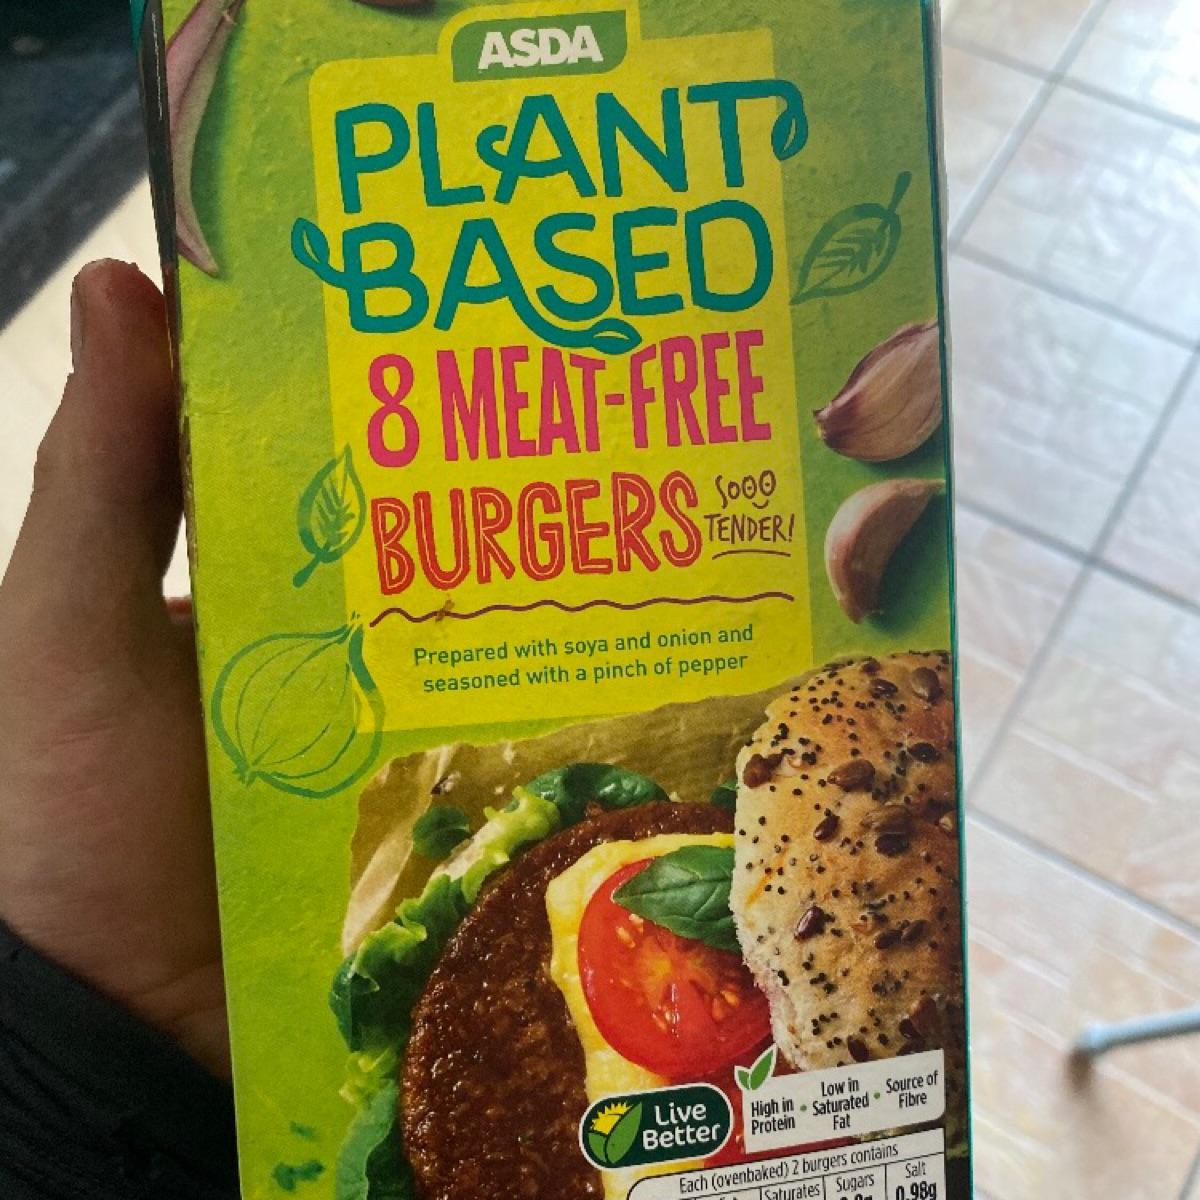 ASDA
PLANT
BASED
8 MEAT-FREE
BURGERS
Sooo
TENDER!
Prepared with soya and onion and
seasoned with a pinch of pepper
Live
Better
High in
Protein
Low in
Saturated
Fat
Source of
Fibre
Each (ovenbaked) 2 burgers contains
Saturates
Sugars
Salt
0.98g